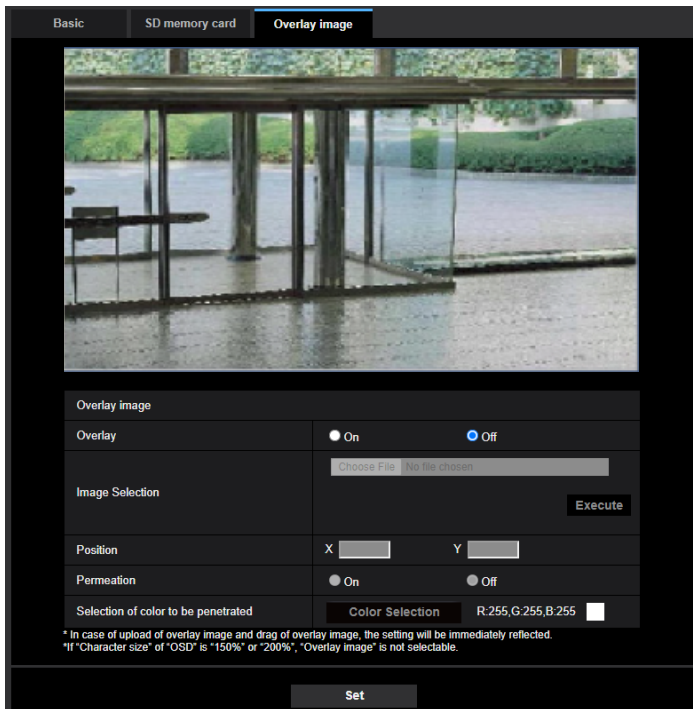 Basic SD memory card Overlay image
Overlay image
Overlay On Off
Choose File No file chosen
Image Selection
Execute
Position X Y
Permeation On Off
Selection of color to be penetrated Color Selection R:255,G:255,B:255
* In case of upload of overlay image and drag of overlay image, the setting will be immediately reflected.
*If "Character size" of "OSD" is "150%" or "200%", "Overlay image" is not selectable.
Set